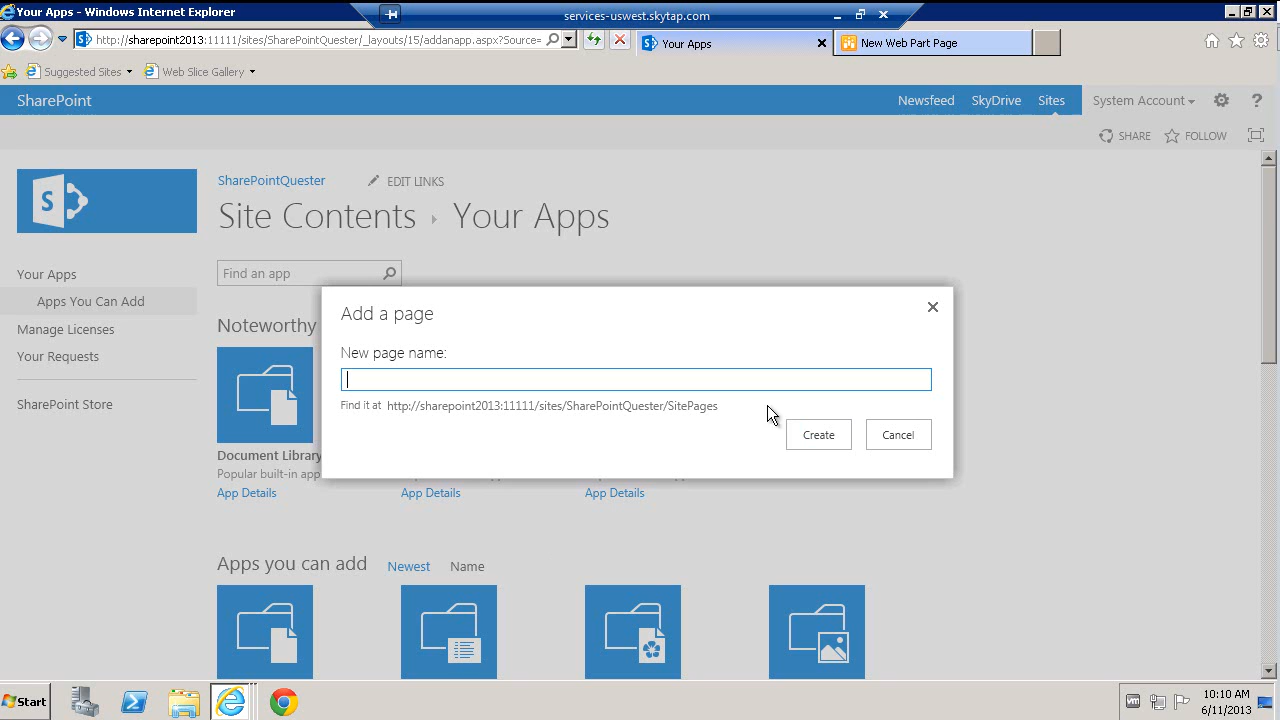 Your Apps - Windows Internet Explorer
services-uswest.skytap.com
http://sharepoint2013:11111/sites/SharePointQuester/_layouts/15/addanapp.aspx?Source=
Your Apps
New Web Part Page
Suggested Sites
Web Slice Gallery
SharePoint
Newsfeed SkyDrive Sites System Account ?
SHARE FOLLOW
SharePointQuester EDIT LINKS
S
Site Contents Your Apps
Find an app
Your Apps
Apps You Can Add
Manage Licenses
Your Requests
SharePoint Store
Noteworthy
Add a page
New page name:
Find it at http://sharepoint2013:11111/sites/SharePointQuester/SitePages
Create Cancel
Document Library
Popular built-in app
App Details App Details App Details
Apps you can add Newest Name
Start
10:10 AM
6/11/2013